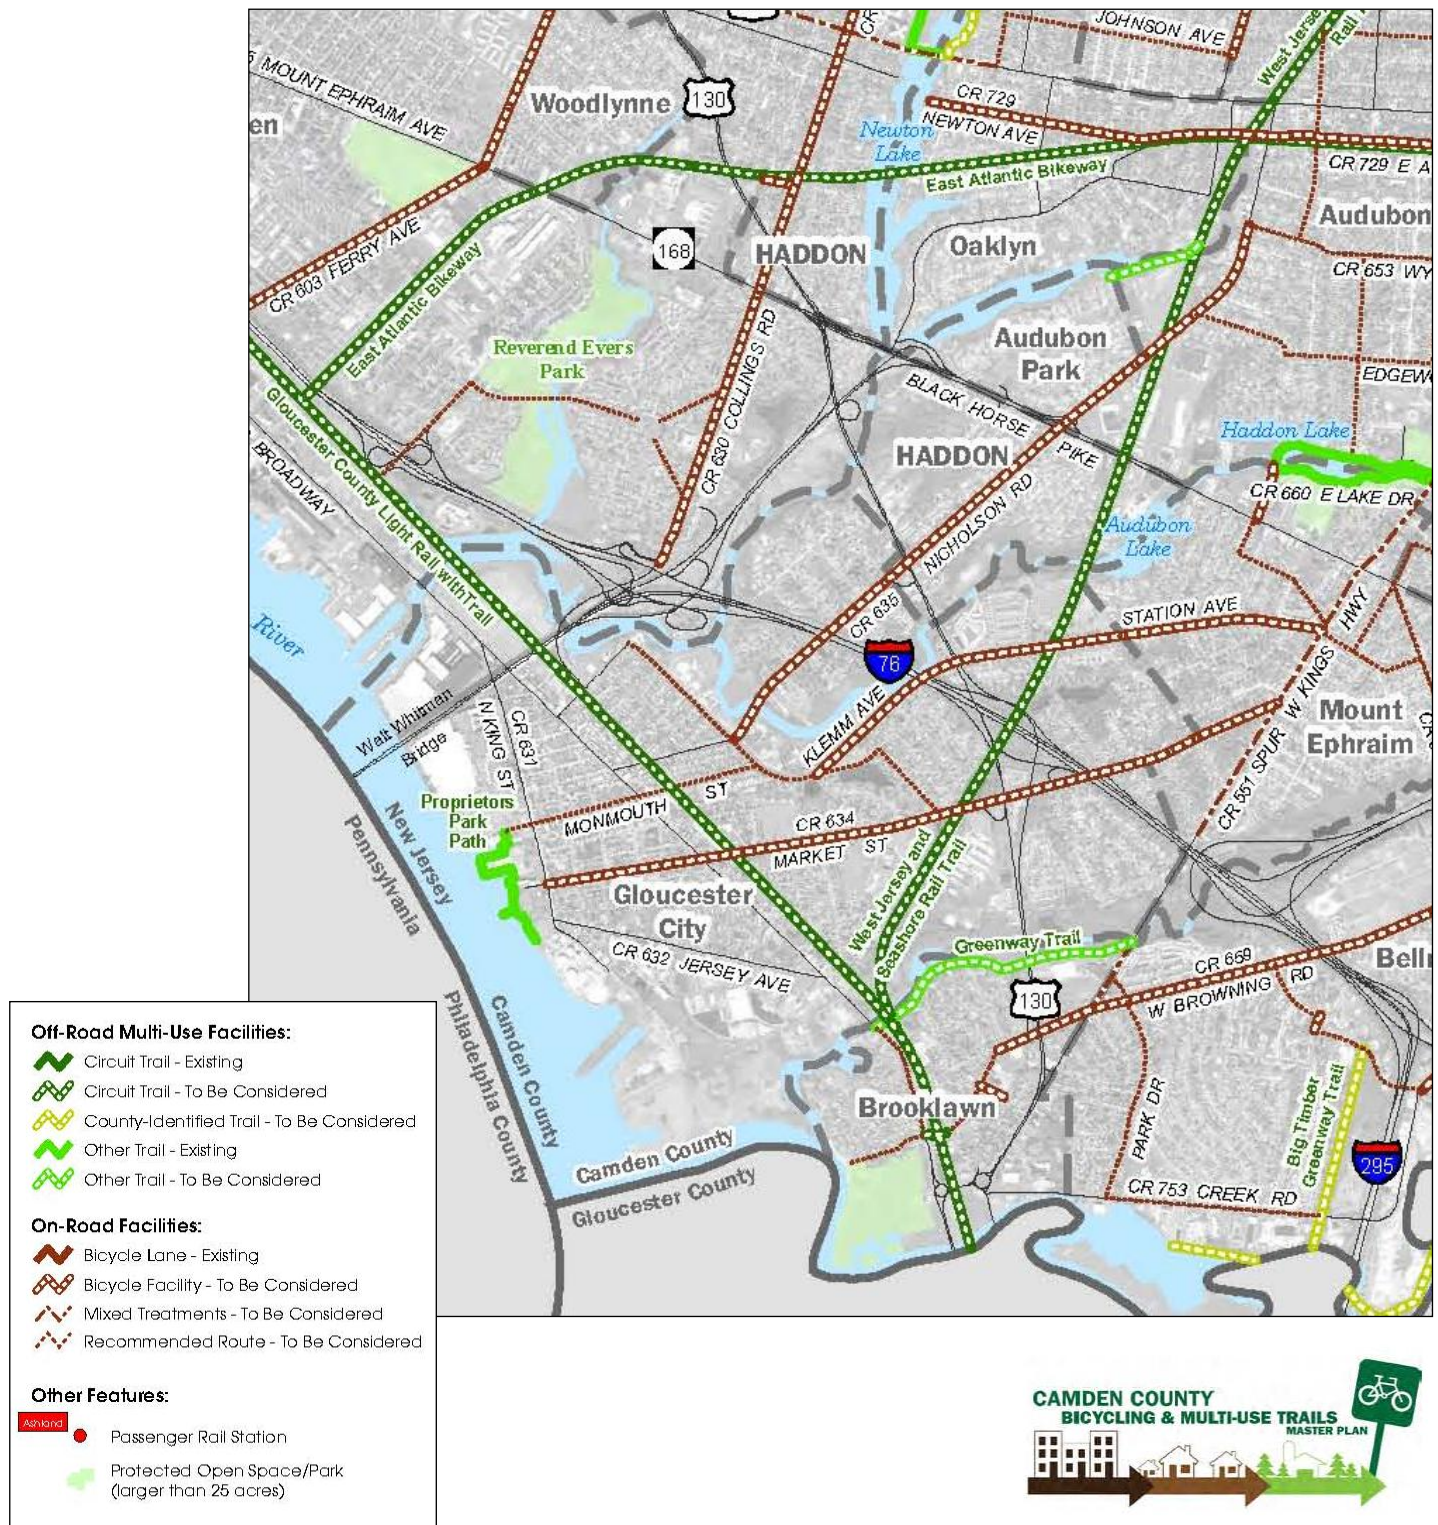 JOHNSON AVE
West Jerse
Rail
CR
6 MOUNT EPHRAIM AVE
Woodlynne
130
CR 729
NEWTON AVE
Newton
Lake
en
East Atlantic Bikeway
CR 729 E A
Audubon
CR 603 FERRY AVE
168
HADDON
Oaklyn
CR 653 WY
East Atlantic Bikeway
Reverend Evers
Park
CR 630 COLLINGS RD
Audubon
Park
EDGEW
BLACK HORSE PIKE
Gloucester County Light Rail with Trail
BROADWAY
HADDON
Haddon Lake
CR 660 E LAKE DR
NICHOLSON RD
Audubon
Lake
CR 635
STATION AVE
River
76
W KINGS HWY
Walt Whitman
Bridge
N KING ST
CR 631
KLEMM AVE
Mount
Ephraim
CR 551 SPUR
Proprietors
Park
Path
MONMOUTH ST
CR 634
MARKET ST
New Jersey
Pennsylvania
Gloucester
City
West Jersey and
Seashore Rail Trail
CR 632 JERSEY AVE
Greenway Trail
130
CR 669
W BROWNING RD
Bell
Camden County
Philadelphia County
Brooklawn
PARK DR
Big Timber
Greenway Trail
295
Camden County
Gloucester County
CR 753 CREEK RD
Off-Road Multi-Use Facilities:
Circuit Trail - Existing
Circuit Trail - To Be Considered
County-Identified Trail - To Be Considered
Other Trail - Existing
Other Trail - To Be Considered
On-Road Facilities:
Bicycle Lane - Existing
Bicycle Facility - To Be Considered
Mixed Treatments - To Be Considered
Recommended Route - To Be Considered
Other Features:
Ashland
Passenger Rail Station
Protected Open Space/Park
(larger than 25 acres)
CAMDEN COUNTY
BICYCLING & MULTI-USE TRAILS
MASTER PLAN